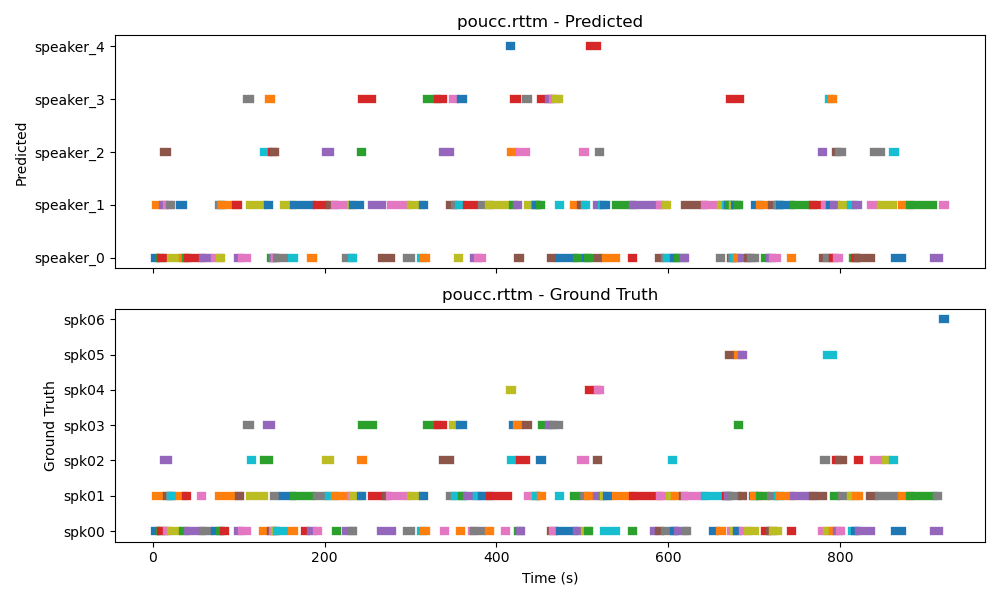 poucc.rttm - Predicted
speaker_4
speaker_3
speaker_2
speaker_1
speaker_0
Predicted
poucc.rttm - Ground Truth
spk06
spk05
spk04
spk03
spk02
spk01
spk00
Ground Truth
0 200 400 600 800
Time (s)